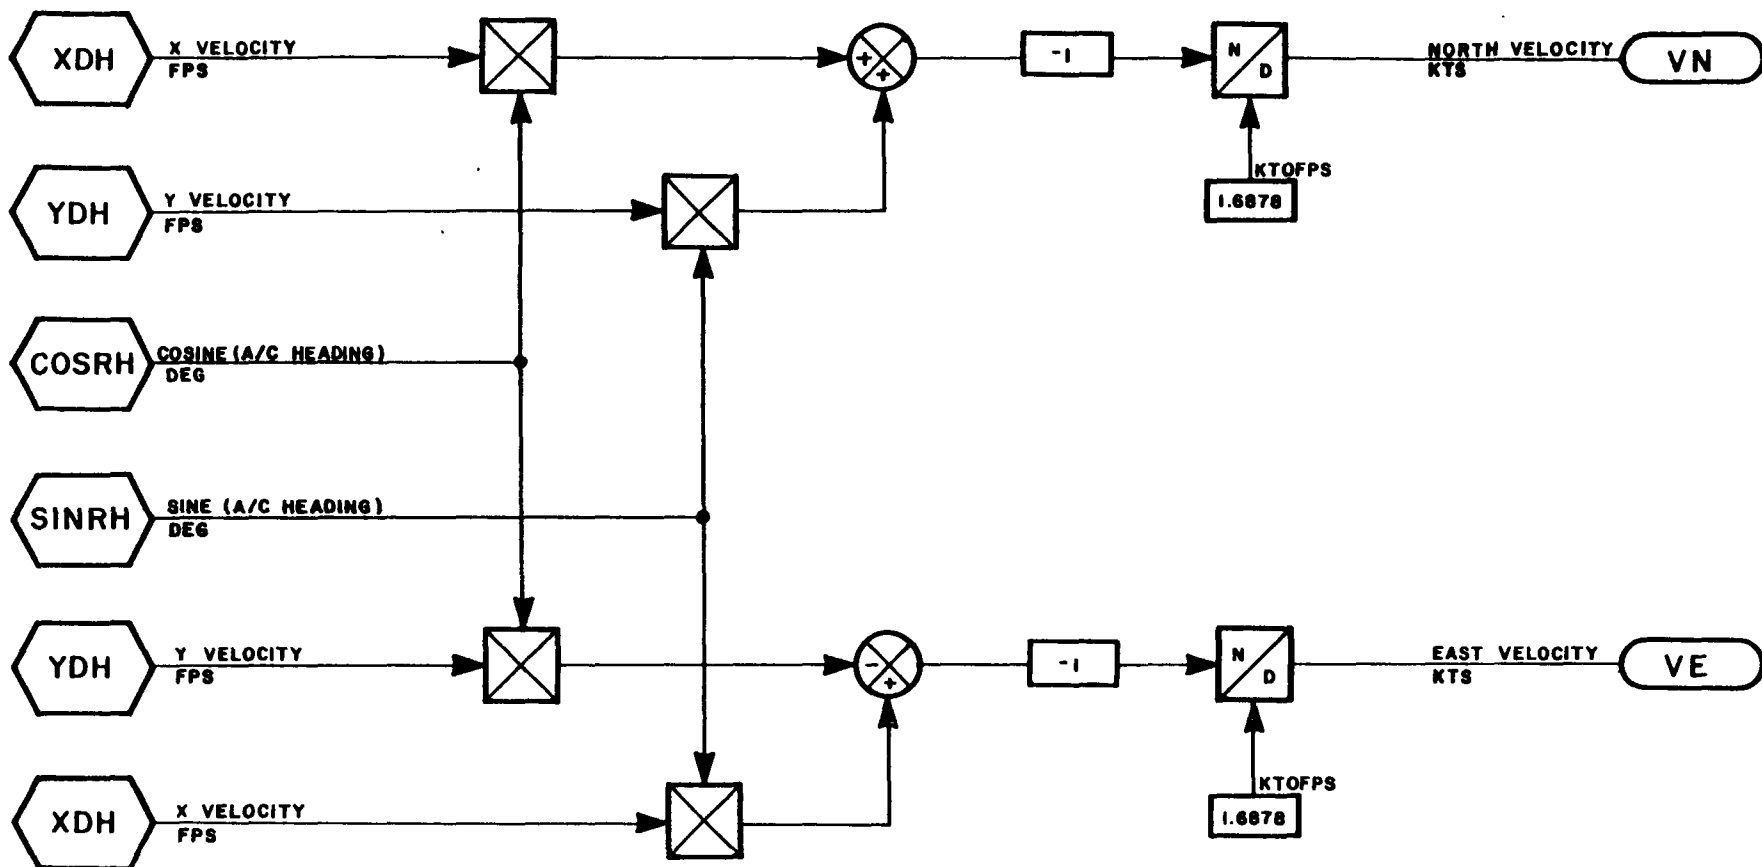 XDH
X VELOCITY
FPS
+
+
-1
N
D
NORTH VELOCITY
KTS
VN
KTOFPS
1.6878
YDH
Y VELOCITY
FPS
COSRH
COSINE (A/C HEADING)
DEG
SINRH
SINE (A/C HEADING)
DEG
YDH
Y VELOCITY
FPS
-
+
-1
N
D
EAST VELOCITY
KTS
VE
KTOFPS
1.6878
XDH
X VELOCITY
FPS